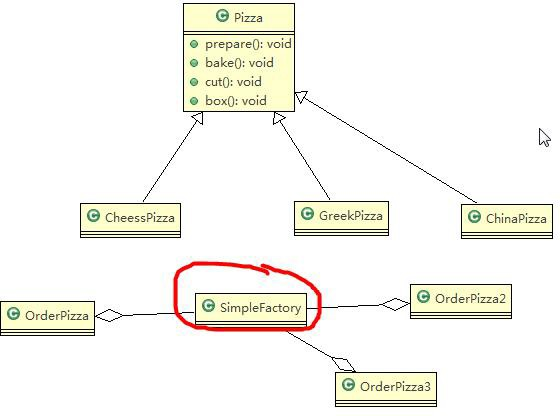 Pizza
prepare(): void
bake(): void
cut(): void
box(): void
CheessPizza
GreekPizza
ChinaPizza
OrderPizza
SimpleFactory
OrderPizza2
OrderPizza3